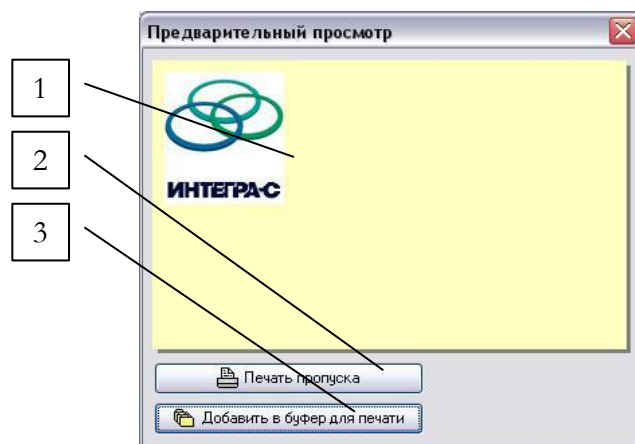 Предварительный просмотр
1
ИНТЕГРА-С
2
3
Печать пропуска
Добавить в буфер для печати